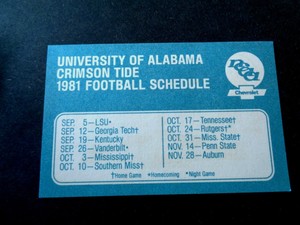 UNIVERSITY OF ALABAMA
CRIMSON TIDE
1981 FOOTBALL SCHEDULE
Chevrolet
SEP. 5—LSU•
SEP. 12—Georgia Tech†
SEP. 19—Kentucky
SEP. 26—Vanderbilt•
OCT. 3—Mississippi†
OCT. 10—Southern Miss†
OCT. 17—Tennessee†
OCT. 24—Rutgers†*
OCT. 31—Miss. State†
NOV. 14—Penn State
NOV. 28—Auburn
†Home Game *Homecoming •Night Game